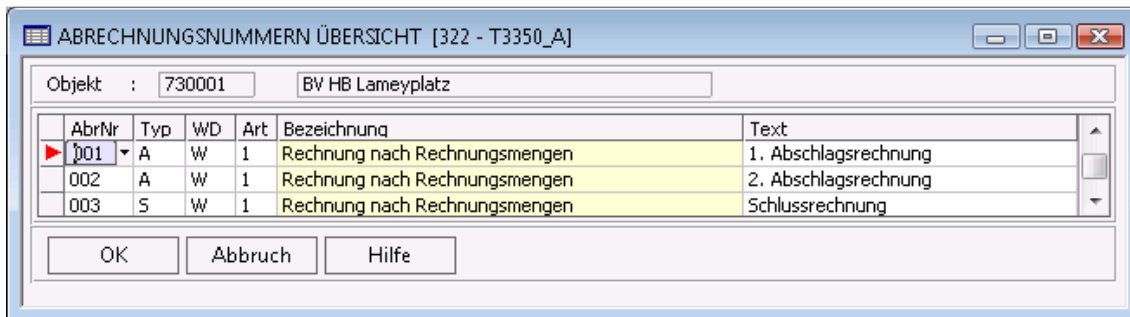 ABRECHNUNGSNUMMERN ÜBERSICHT [322 - T3350_A]
Objekt : 730001 BV HB Lameyplatz
AbrNr Typ WD Art Bezeichnung Text
001 A W 1 Rechnung nach Rechnungsmengen 1. Abschlagsrechnung
002 A W 1 Rechnung nach Rechnungsmengen 2. Abschlagsrechnung
003 S W 1 Rechnung nach Rechnungsmengen Schlussrechnung
OK Abbruch Hilfe